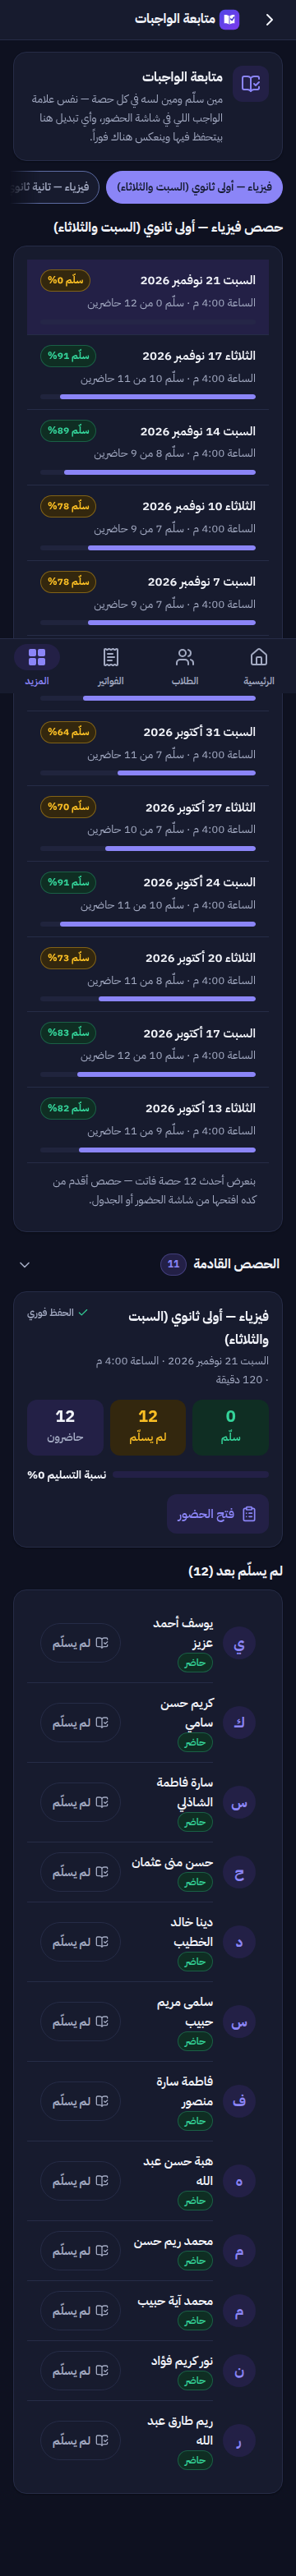 متابعة الواجبات
متابعة الواجبات
مين سلّم ومين لسه في كل حصة — نفس علامة
الواجب اللي في شاشة الحضور، وأي تبديل هنا
بيتحفظ فيها وينعكس هناك فوراً.
فيزياء — أولى ثانوي (السبت والثلاثاء)
فيزياء — ثانية ثانوي
حصص فيزياء — أولى ثانوي (السبت والثلاثاء)
السبت 21 نوفمبر 2026
سلّم 0%
الساعة 4:00 م · سلّم 0 من 12 حاضرين
الثلاثاء 17 نوفمبر 2026
سلّم 91%
الساعة 4:00 م · سلّم 10 من 11 حاضرين
السبت 14 نوفمبر 2026
سلّم 89%
الساعة 4:00 م · سلّم 8 من 9 حاضرين
الثلاثاء 10 نوفمبر 2026
سلّم 78%
الساعة 4:00 م · سلّم 7 من 9 حاضرين
السبت 7 نوفمبر 2026
سلّم 78%
الساعة 4:00 م · سلّم 7 من 9 حاضرين
الرئيسية
الطلاب
الفواتير
المزيد
السبت 31 أكتوبر 2026
سلّم 64%
الساعة 4:00 م · سلّم 7 من 11 حاضرين
الثلاثاء 27 أكتوبر 2026
سلّم 70%
الساعة 4:00 م · سلّم 7 من 10 حاضرين
السبت 24 أكتوبر 2026
سلّم 91%
الساعة 4:00 م · سلّم 10 من 11 حاضرين
الثلاثاء 20 أكتوبر 2026
سلّم 73%
الساعة 4:00 م · سلّم 8 من 11 حاضرين
السبت 17 أكتوبر 2026
سلّم 83%
الساعة 4:00 م · سلّم 10 من 12 حاضرين
الثلاثاء 13 أكتوبر 2026
سلّم 82%
الساعة 4:00 م · سلّم 9 من 11 حاضرين
بنعرض أحدث 12 حصة فاتت — حصص أقدم من
كده افتحها من شاشة الحضور أو الجدول.
الحصص القادمة
11
فيزياء — أولى ثانوي (السبت
والثلاثاء)
الحفظ فوري
السبت 21 نوفمبر 2026 · الساعة 4:00 م
· 120 دقيقة
0
سلّم
12
لم يسلّم
12
حاضرون
نسبة التسليم 0%
فتح الحضور
لم يسلّم بعد (12)
ي
يوسف أحمد
عزيز
حاضر
لم يسلّم
ك
كريم حسن
سامي
حاضر
لم يسلّم
س
سارة فاطمة
الشاذلي
حاضر
لم يسلّم
ح
حسن منى عثمان
حاضر
لم يسلّم
د
دينا خالد
الخطيب
حاضر
لم يسلّم
س
سلمى مريم
حبيب
حاضر
لم يسلّم
ف
فاطمة سارة
منصور
حاضر
لم يسلّم
ه
هبة حسن عبد
الله
حاضر
لم يسلّم
م
محمد ريم حسن
حاضر
لم يسلّم
م
محمد آية حبيب
حاضر
لم يسلّم
ن
نور كريم فؤاد
حاضر
لم يسلّم
ر
ريم طارق عبد
الله
حاضر
لم يسلّم